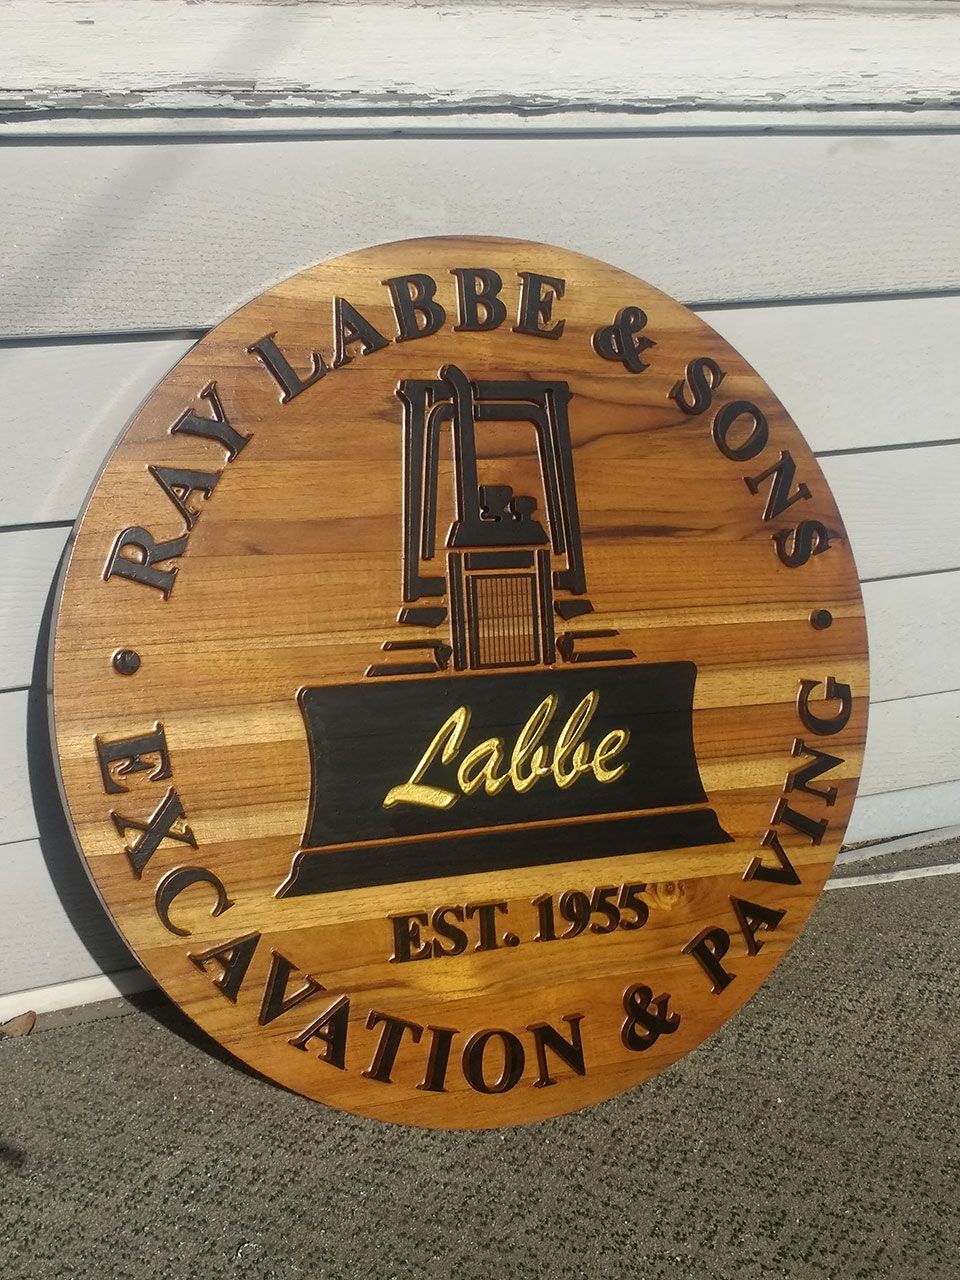 RAY LABBE & SONS
Labbe
EST. 1955
• EXCAVATION & PAVING •